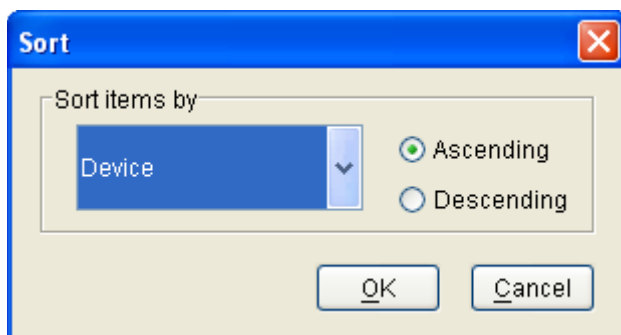 Sort
Sort items by
Device
Ascending
Descending
OK
Cancel